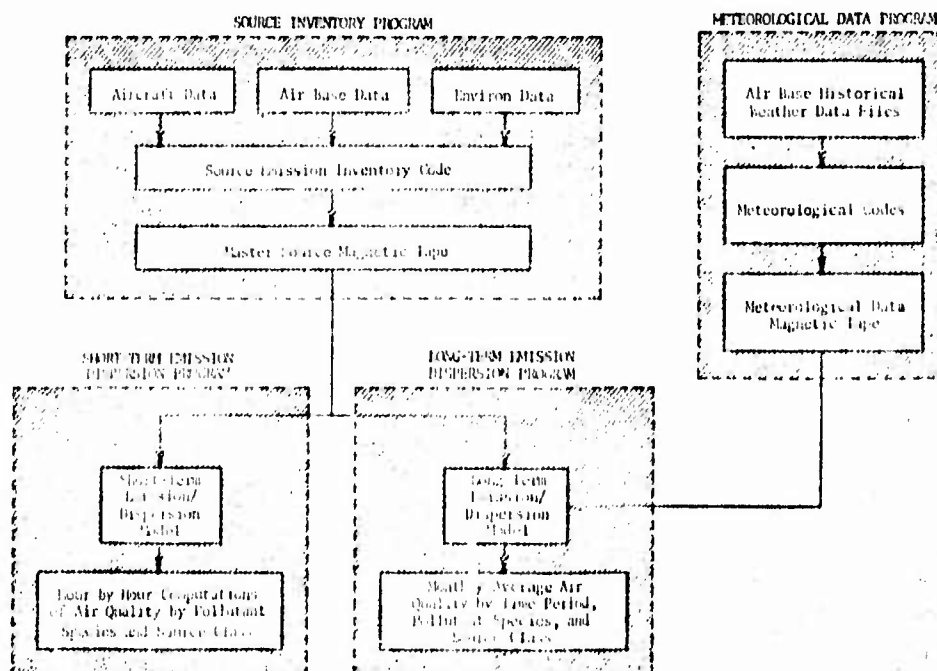 SOURCE INVENTORY PROGRAM
Aircraft Data
Air Base Data
Environ Data
Source Emission Inventory Code
Master Source Magnetic Tape
METEOROLOGICAL DATA PROGRAM
Air Base Historical
Weather Data Files
Meteorological Codes
Meteorological Data
Magnetic Tape
SHORT-TERM EMISSION
DISPERSION PROGRAM
Short-term
Emission/
Dispersion
Model
Hour by Hour Computations
of Air Quality by Pollutant
Species and Source Class
LONG-TERM EMISSION
DISPERSION PROGRAM
Long Term
Emission/
Dispersion
Model
Monthly Average Air
Quality by Time Period,
Pollutant Species, and
Source Class